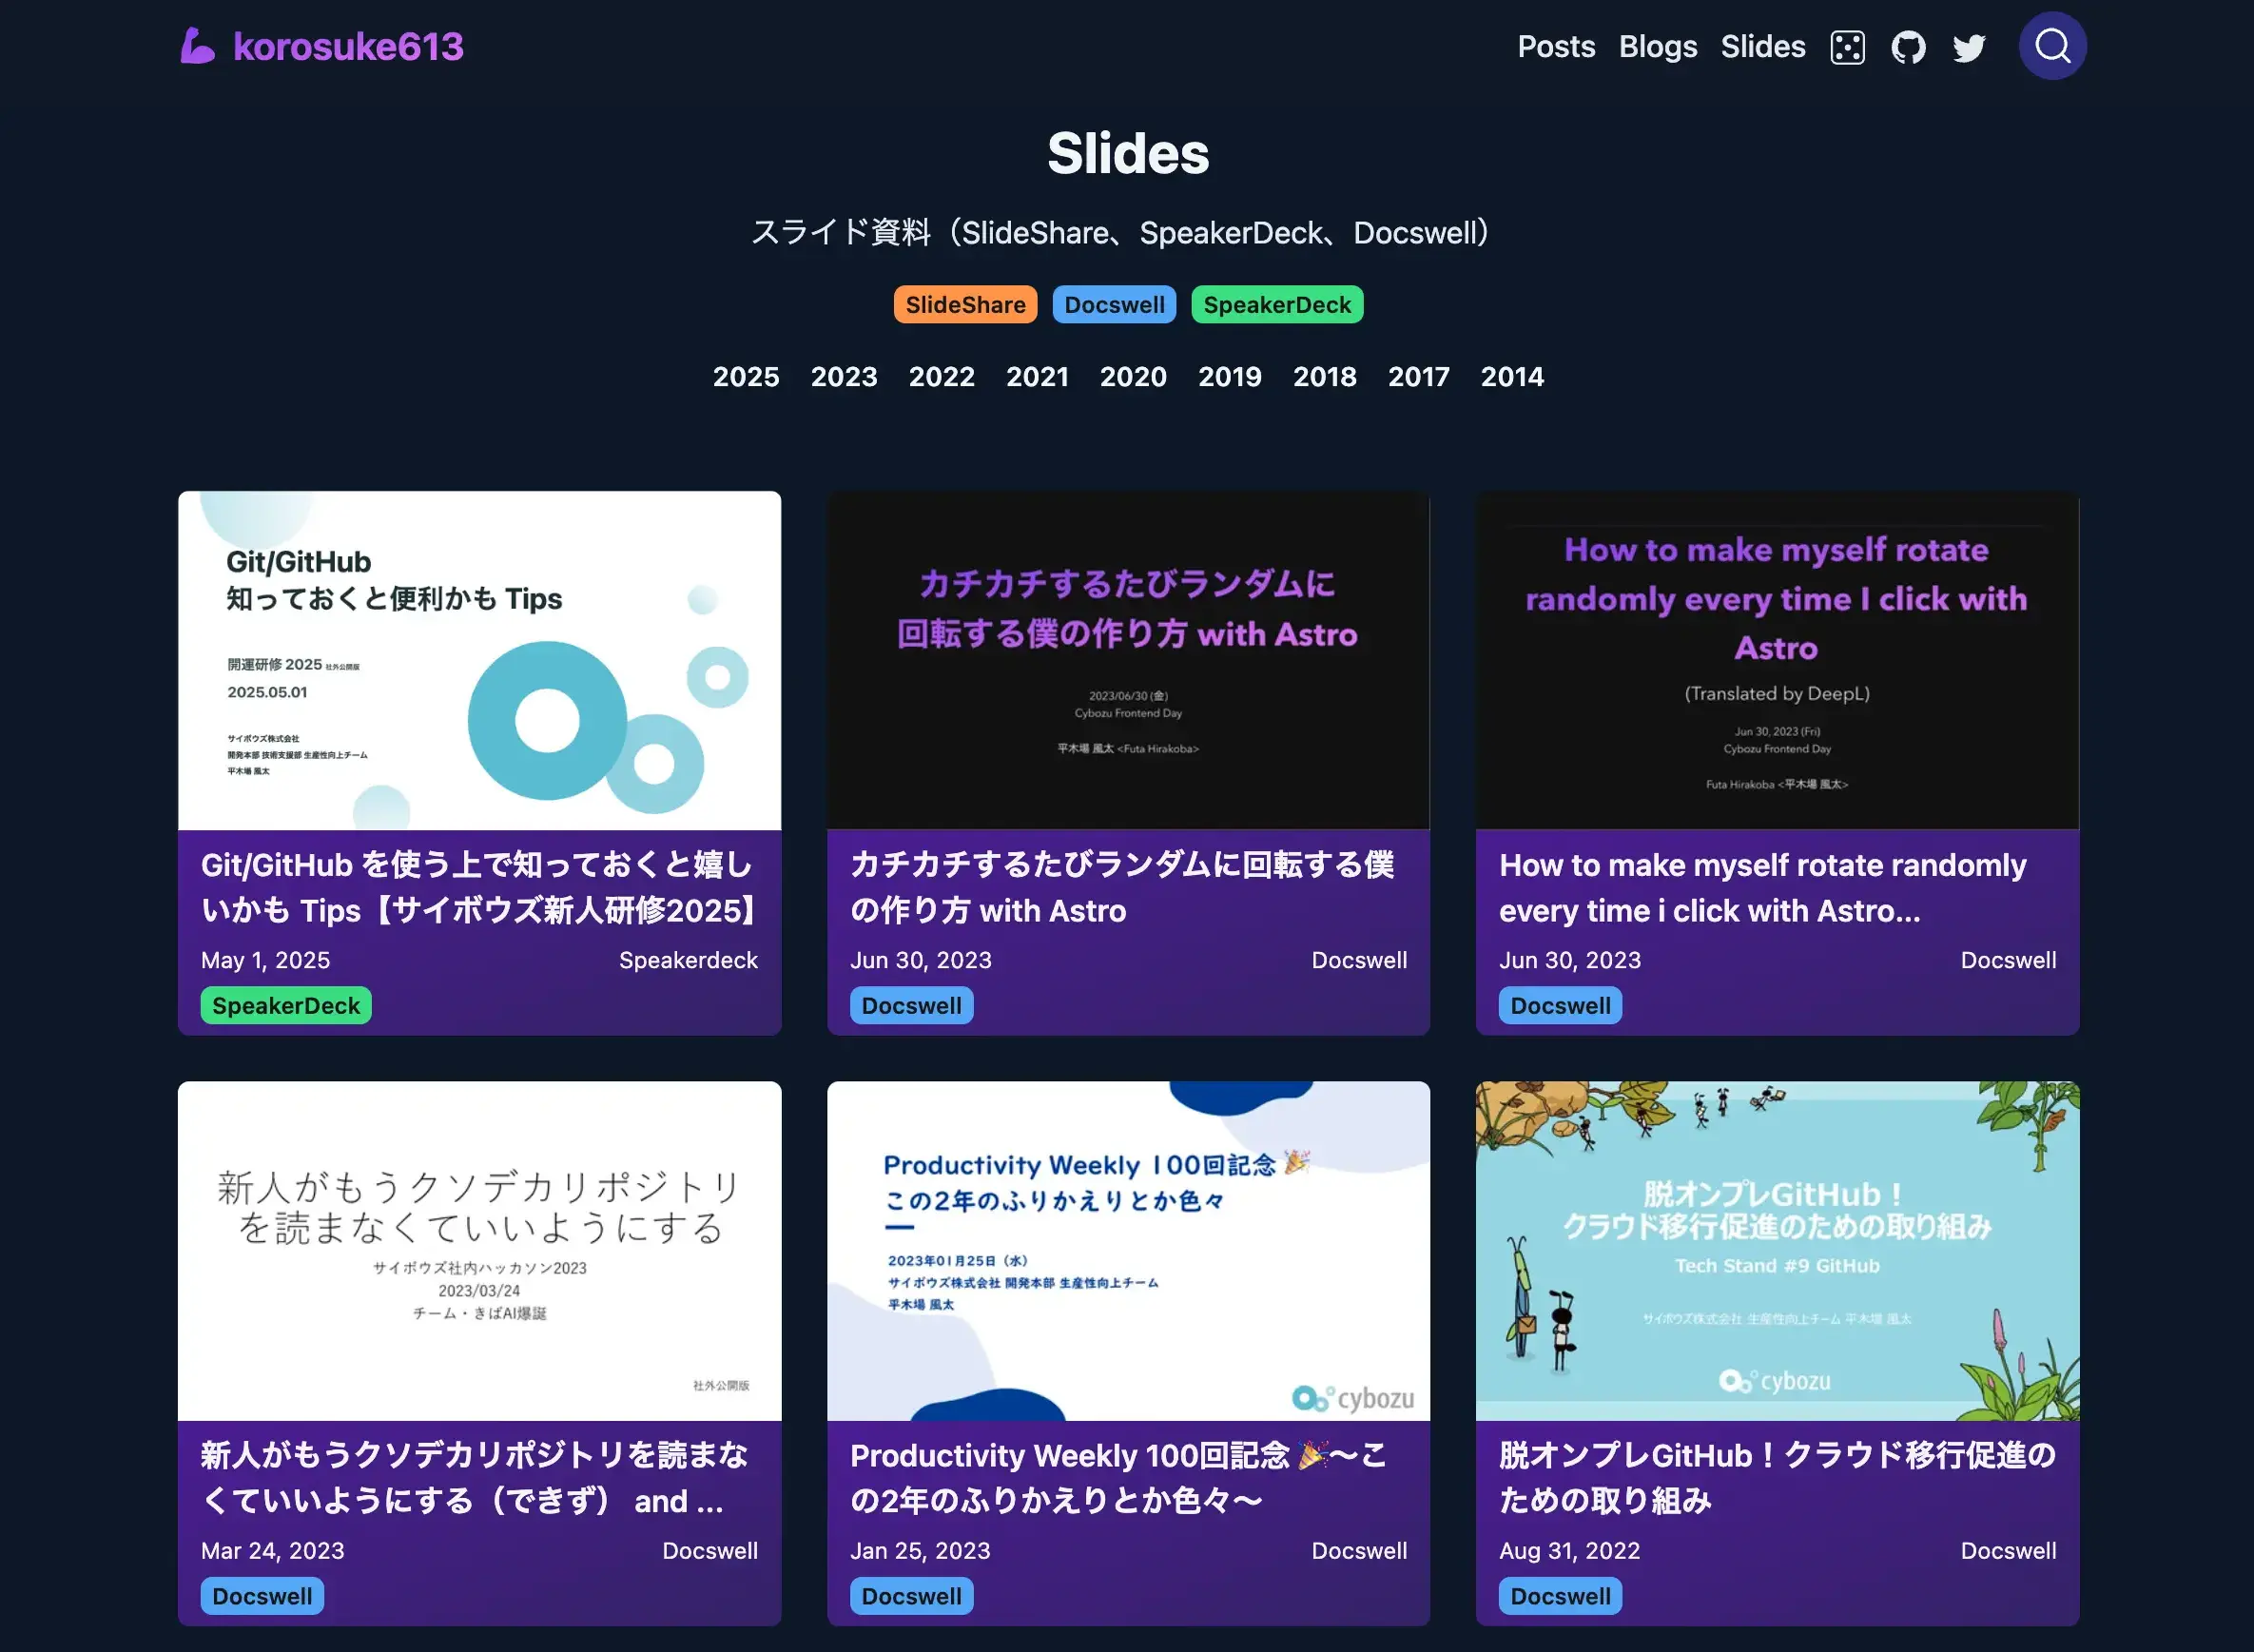 korosuke613
Posts Blogs Slides
Slides
スライド資料（SlideShare、SpeakerDeck、Docswell）
SlideShare Docswell SpeakerDeck
2025 2023 2022 2021 2020 2019 2018 2017 2014
Git/GitHub
知っておくと便利かも Tips
開運研修 2025 社外公開版
2025.05.01
サイボウズ株式会社
開発本部 技術支援部 生産性向上チーム
平木場 風太
Git/GitHub を使う上で知っておくと嬉し
いかも Tips【サイボウズ新人研修2025】
May 1, 2025 Speakerdeck
SpeakerDeck
カチカチするたびランダムに
回転する僕の作り方 with Astro
2023/06/30 (金)
Cybozu Frontend Day
平木場 風太 <Futa Hirakoba>
カチカチするたびランダムに回転する僕
の作り方 with Astro
Jun 30, 2023 Docswell
Docswell
How to make myself rotate
randomly every time I click with
Astro
(Translated by DeepL)
Jun 30, 2023 (Fri)
Cybozu Frontend Day
Futa Hirakoba <平木場 風太>
How to make myself rotate randomly
every time i click with Astro...
Jun 30, 2023 Docswell
Docswell
新人がもうクソデカリポジトリ
を読まなくていいようにする
サイボウズ社内ハッカソン2023
2023/03/24
チーム・きばAI爆誕
社外公開版
新人がもうクソデカリポジトリを読まな
くていいようにする（できず） and ...
Mar 24, 2023 Docswell
Docswell
Productivity Weekly 100回記念 🎉
この2年のふりかえりとか色々
2023年01月25日（水）
サイボウズ株式会社 開発本部 生産性向上チーム
平木場 風太
cybozu
Productivity Weekly 100回記念 🎉〜こ
の2年のふりかえりとか色々〜
Jan 25, 2023 Docswell
Docswell
脱オンプレGitHub！
クラウド移行促進のための取り組み
Tech Stand #9 GitHub
サイボウズ株式会社 生産性向上チーム 平木場 風太
cybozu
脱オンプレGitHub！クラウド移行促進の
ための取り組み
Aug 31, 2022 Docswell
Docswell